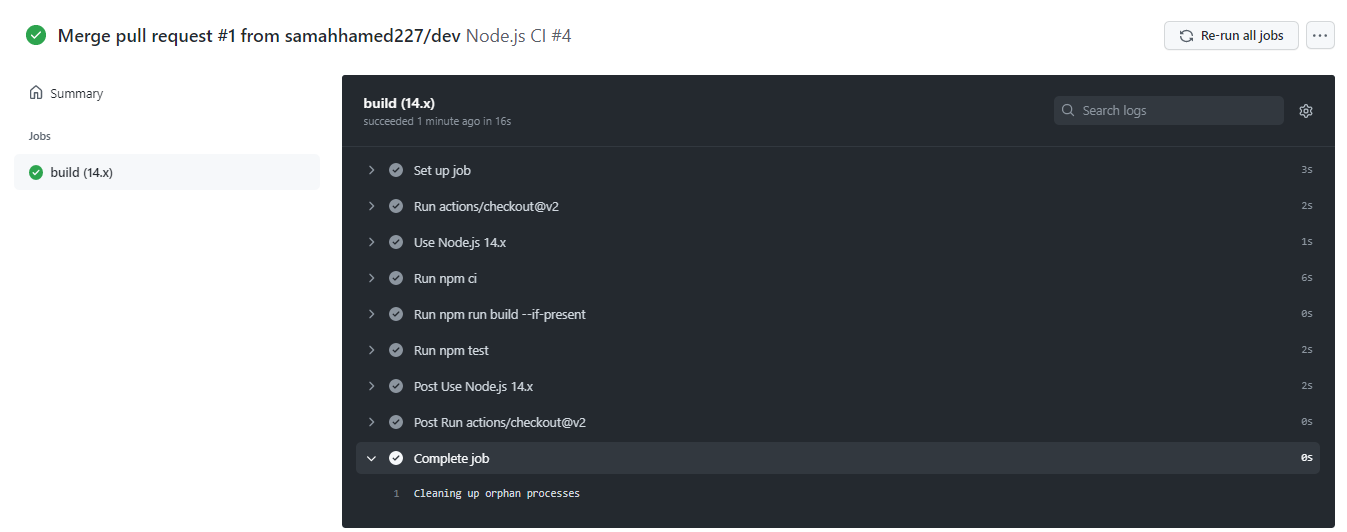 Merge pull request #1 from samahhamed227/dev Node.js CI #4
Re-run all jobs
Summary
Jobs
build (14.x)
build (14.x)
succeeded 1 minute ago in 16s
Search logs
Set up job 3s
Run actions/checkout@v2 2s
Use Node.js 14.x 1s
Run npm ci 6s
Run npm run build --if-present 0s
Run npm test 2s
Post Use Node.js 14.x 2s
Post Run actions/checkout@v2 0s
Complete job 0s
1 Cleaning up orphan processes